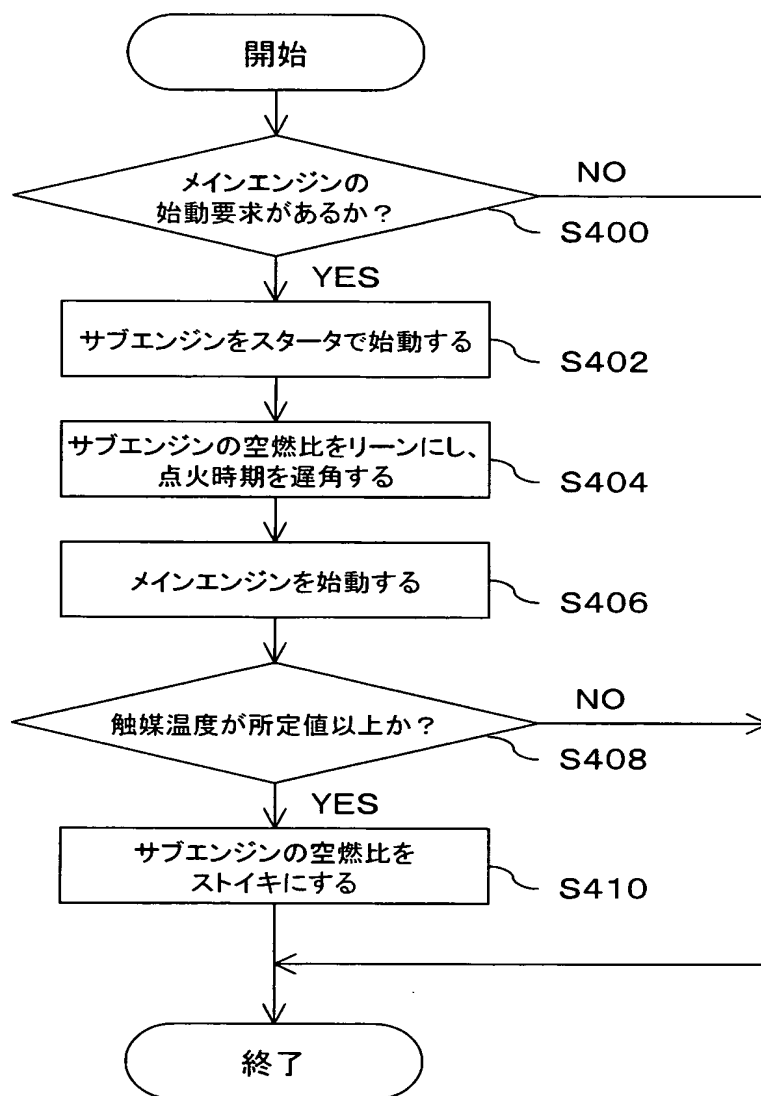 開始
メインエンジンの
始動要求があるか?
NO
S400
YES
サブエンジンをスタータで始動する
S402
サブエンジンの空燃比をリーンにし、
点火時期を遅角する
S404
メインエンジンを始動する
S406
触媒温度が所定値以上か?
NO
S408
YES
サブエンジンの空燃比を
ストイキにする
S410
終了